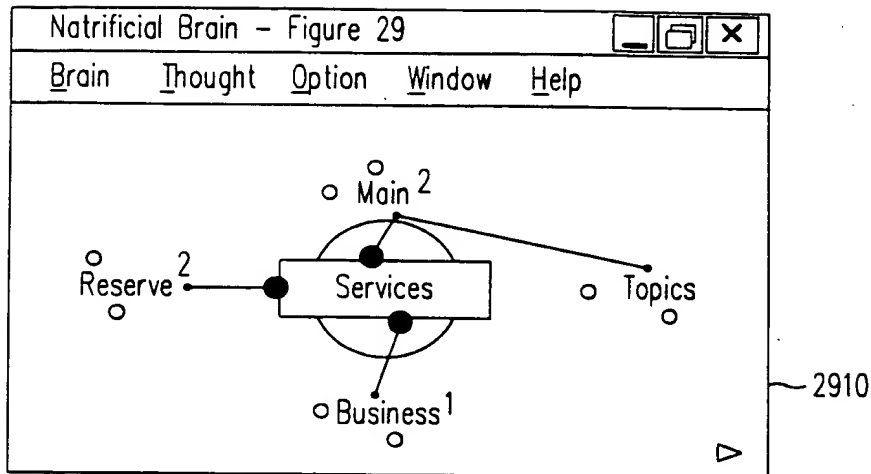 Natrificial Brain – Figure 29
Brain Thought Option Window Help
Main 2
Reserve 2
Services
Topics
2910
Business 1